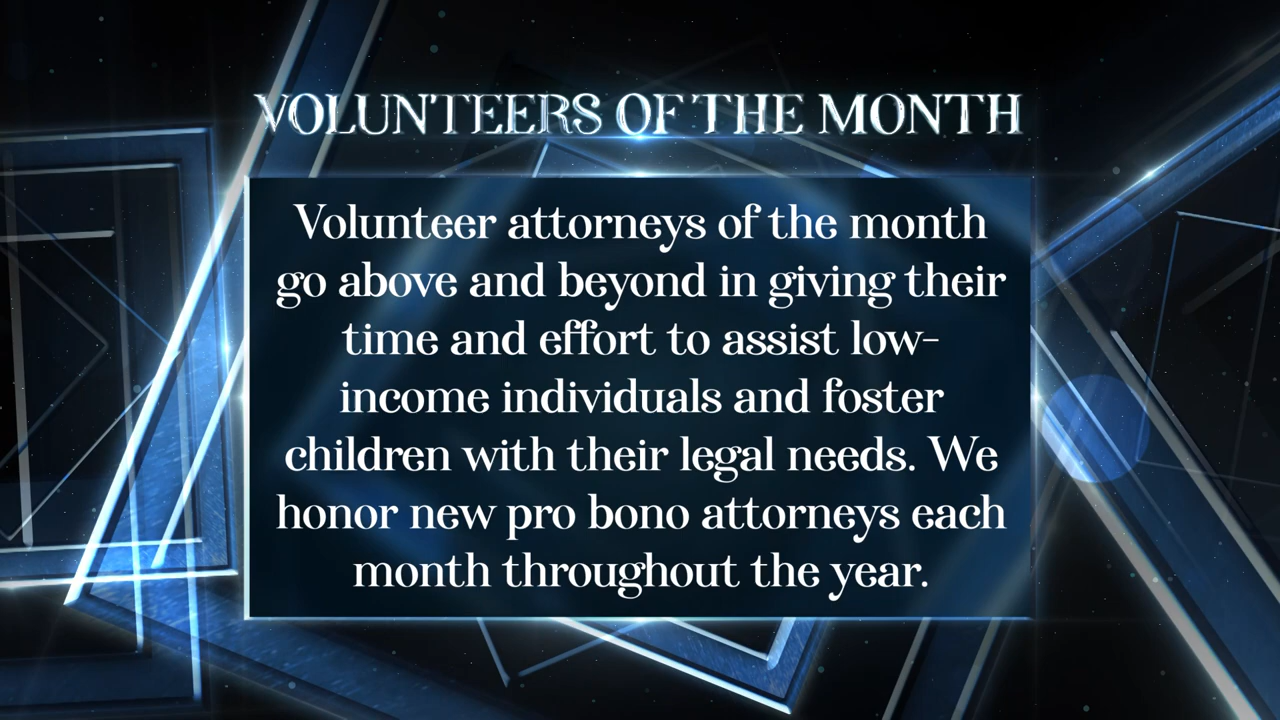 VOLUNTEERS OF THE MONTH
Volunteer attorneys of the month
go above and beyond in giving their
time and effort to assist low-
income individuals and foster
children with their legal needs. We
honor new pro bono attorneys each
month throughout the year.